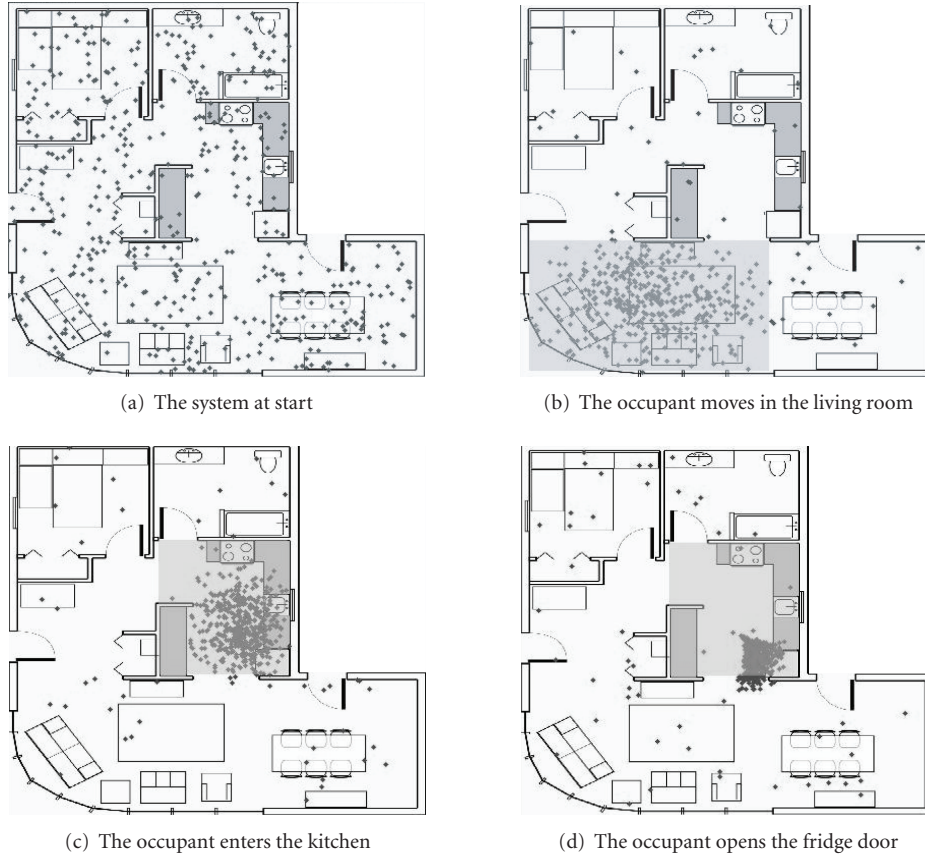 (a) The system at start
(b) The occupant moves in the living room
(c) The occupant enters the kitchen
(d) The occupant opens the fridge door